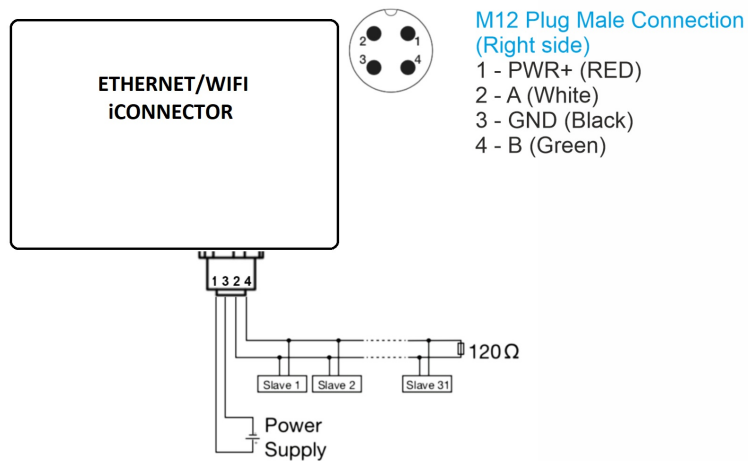 ETHERNET/WIFI
iCONNECTOR
2 1
3 4
M12 Plug Male Connection
(Right side)
1 - PWR+ (RED)
2 - A (White)
3 - GND (Black)
4 - B (Green)
1 3 2 4
120Ω
Slave 1 Slave 2 Slave 31
Power
Supply